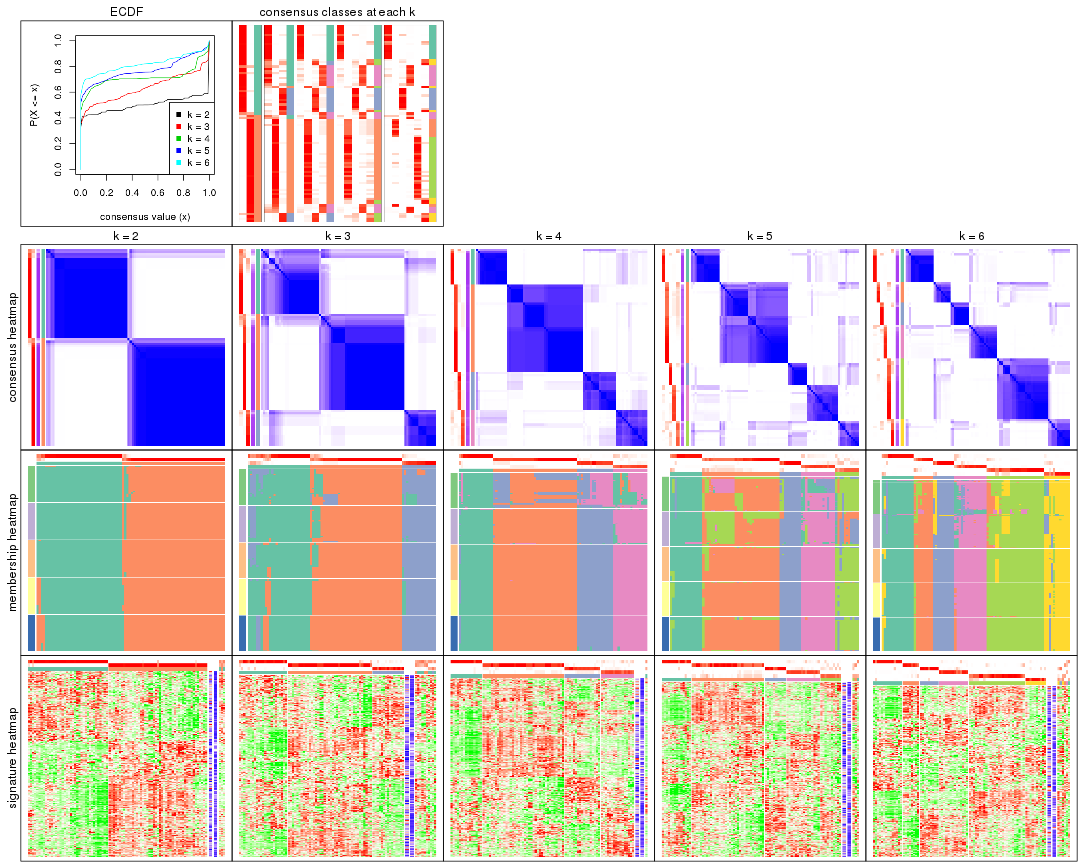 ECDF
consensus classes at each k
P(X <= x)
0.0
0.2
0.4
0.6
0.8
1.0
k = 2
k = 3
k = 4
k = 5
k = 6
0.0 0.2 0.4 0.6 0.8 1.0
consensus value (x)
k = 2
k = 3
k = 4
k = 5
k = 6
consensus heatmap
membership heatmap
signature heatmap